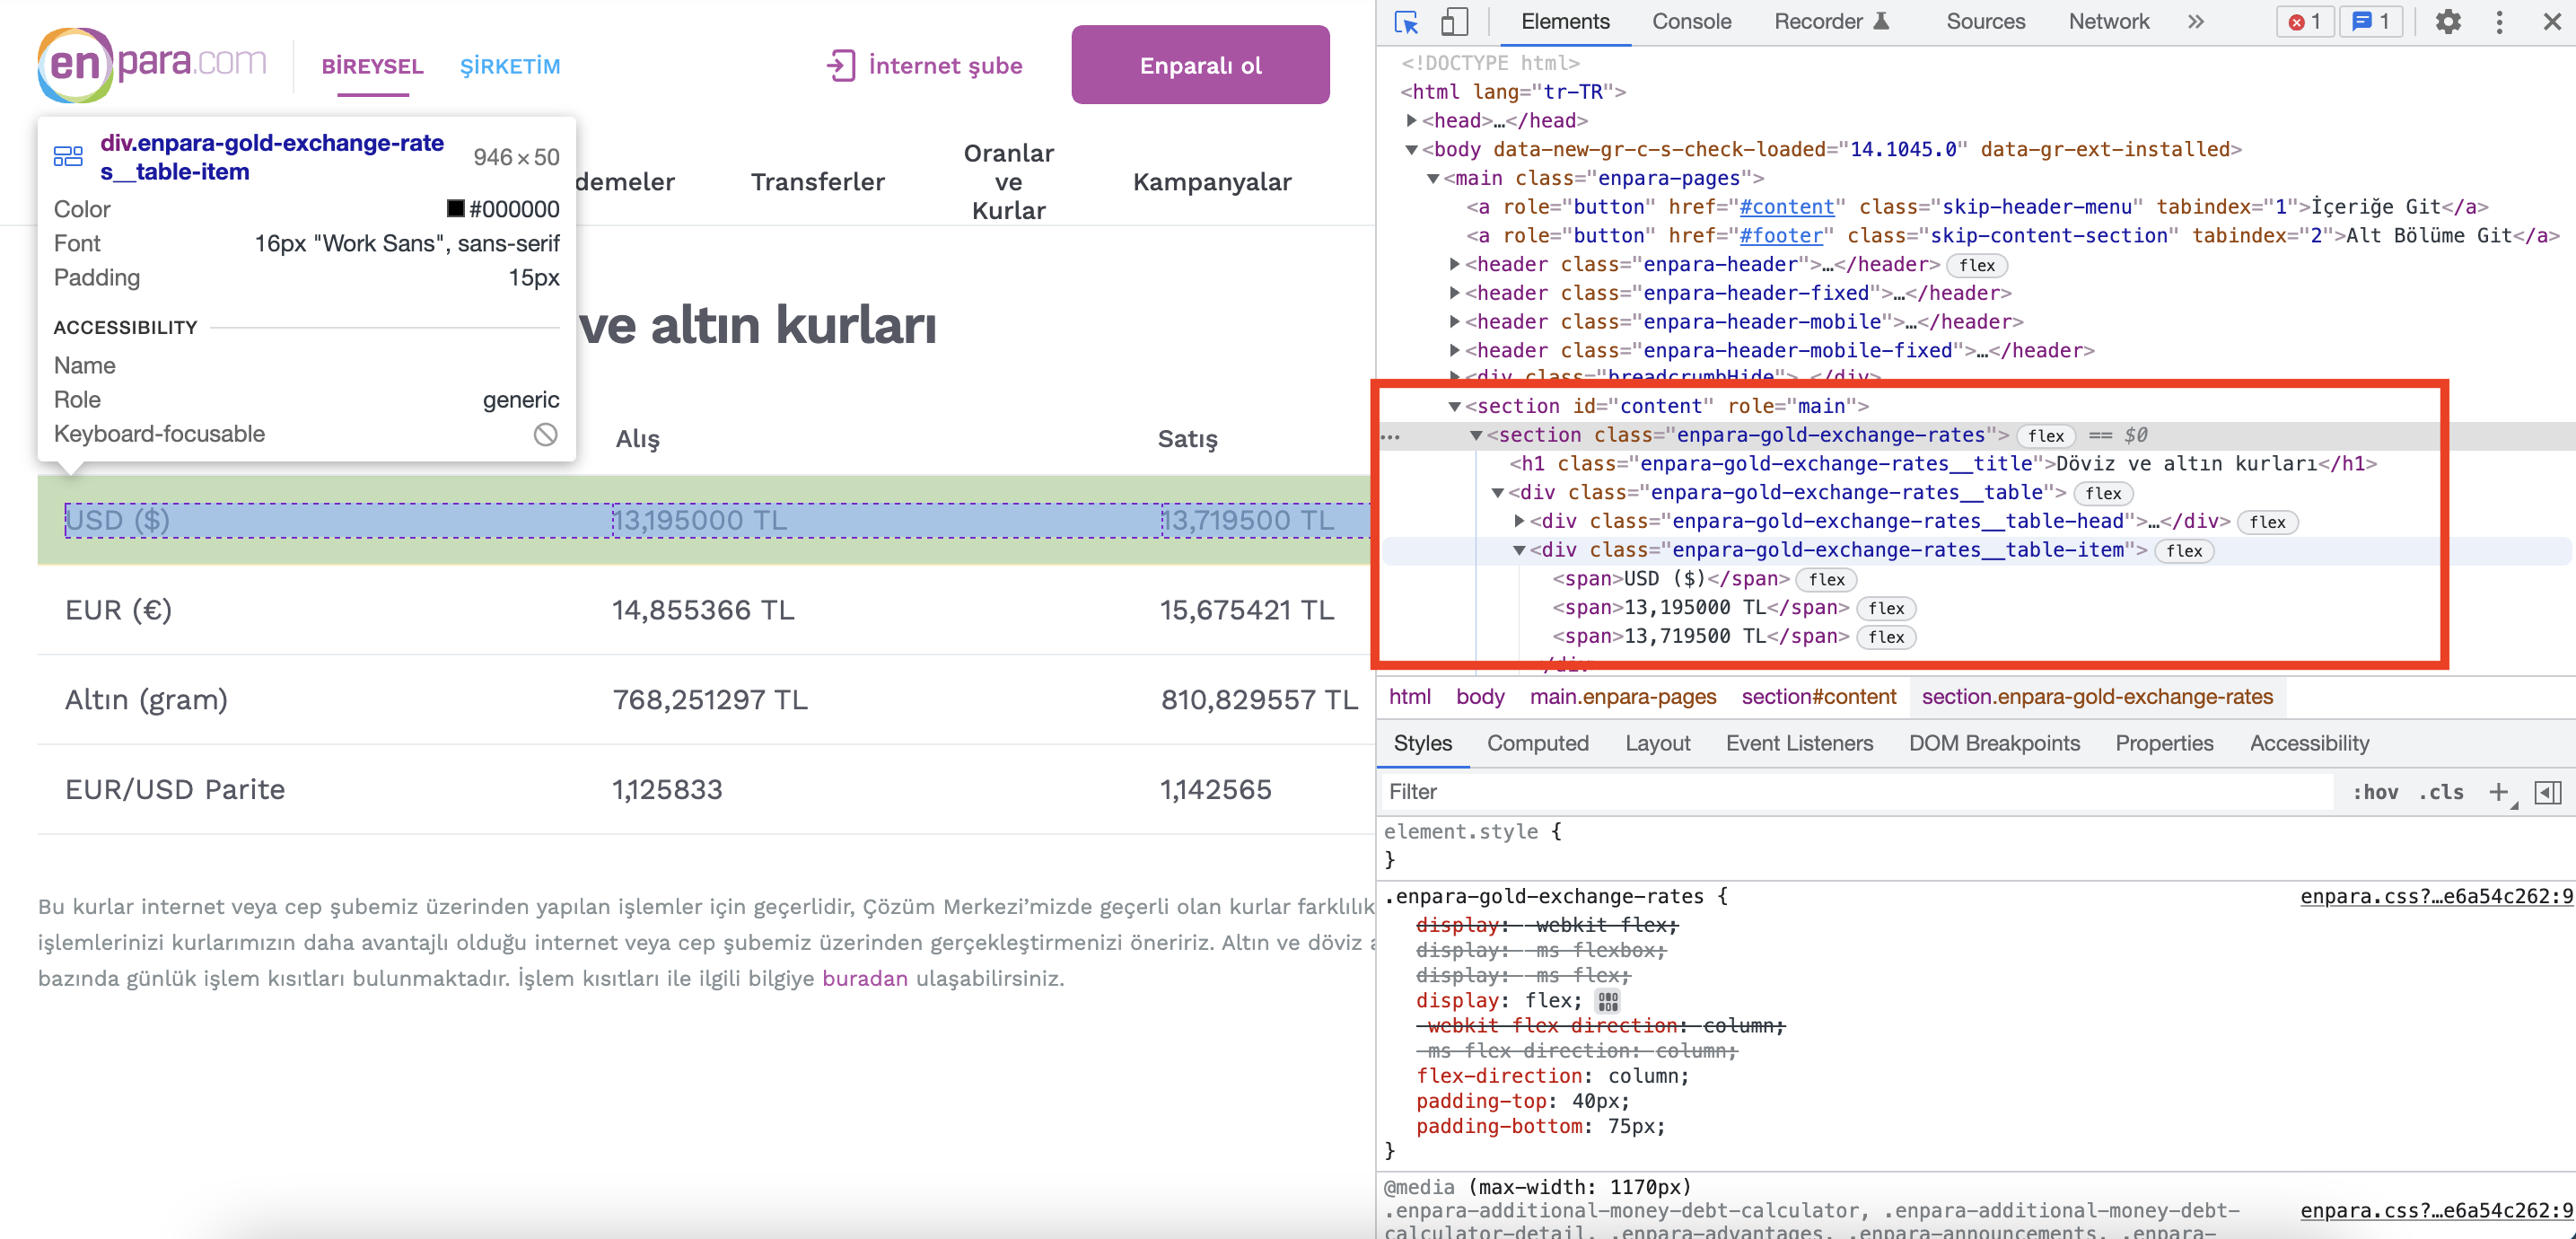 enpara.com
BİREYSEL
ŞİRKETİM
İnternet şube
Enparalı ol
div.enpara-gold-exchange-rate
s__table-item
946 × 50
Color
#000000
Font
16px "Work Sans", sans-serif
Padding
15px
ACCESSIBILITY
Name
Role
generic
Keyboard-focusable
demeler
Transferler
Oranlar
ve
Kurlar
Kampanyalar
ve altın kurları
Alış
Satış
USD ($)
13,195000 TL
13,719500 TL
EUR (€)
14,855366 TL
15,675421 TL
Altın (gram)
768,251297 TL
810,829557 TL
EUR/USD Parite
1,125833
1,142565
Bu kurlar internet veya cep şubemiz üzerinden yapılan işlemler için geçerlidir, Çözüm Merkezi’mizde geçerli olan kurlar farklılık
işlemlerinizi kurlarımızın daha avantajlı olduğu internet veya cep şubemiz üzerinden gerçekleştirmenizi öneririz. Altın ve döviz a
bazında günlük işlem kısıtları bulunmaktadır. İşlem kısıtları ile ilgili bilgiye buradan ulaşabilirsiniz.
Elements
Console
Recorder
Sources
Network
»
1
1
<!DOCTYPE html>
<html lang="tr-TR">
<head>…</head>
<body data-new-gr-c-s-check-loaded="14.1045.0" data-gr-ext-installed>
<main class="enpara-pages">
<a role="button" href="#content" class="skip-header-menu" tabindex="1">İçeriğe Git</a>
<a role="button" href="#footer" class="skip-content-section" tabindex="2">Alt Bölüme Git</a>
<header class="enpara-header">…</header> flex
<header class="enpara-header-fixed">…</header>
<header class="enpara-header-mobile">…</header>
<header class="enpara-header-mobile-fixed">…</header>
<div class="breadcrumbHide">…</div>
<section id="content" role="main">
<section class="enpara-gold-exchange-rates"> flex == $0
<h1 class="enpara-gold-exchange-rates__title">Döviz ve altın kurları</h1>
<div class="enpara-gold-exchange-rates__table"> flex
<div class="enpara-gold-exchange-rates__table-head">…</div> flex
<div class="enpara-gold-exchange-rates__table-item"> flex
<span>USD ($)</span> flex
<span>13,195000 TL</span> flex
<span>13,719500 TL</span> flex
/div
html body main.enpara-pages section#content section.enpara-gold-exchange-rates
Styles Computed Layout Event Listeners DOM Breakpoints Properties Accessibility
Filter
:hov .cls +
element.style {
}
.enpara-gold-exchange-rates {
enpara.css?…e6a54c262:9
display: -webkit-flex;
display: -ms-flexbox;
display: -ms-flex;
display: flex;
-webkit-flex-direction: column;
-ms-flex-direction: column;
flex-direction: column;
padding-top: 40px;
padding-bottom: 75px;
}
@media (max-width: 1170px)
.enpara-additional-money-debt-calculator, .enpara-additional-money-debt-
enpara.css?…e6a54c262:9
calculator-detail, .enpara-advantages, .enpara-announcements, .enpara-